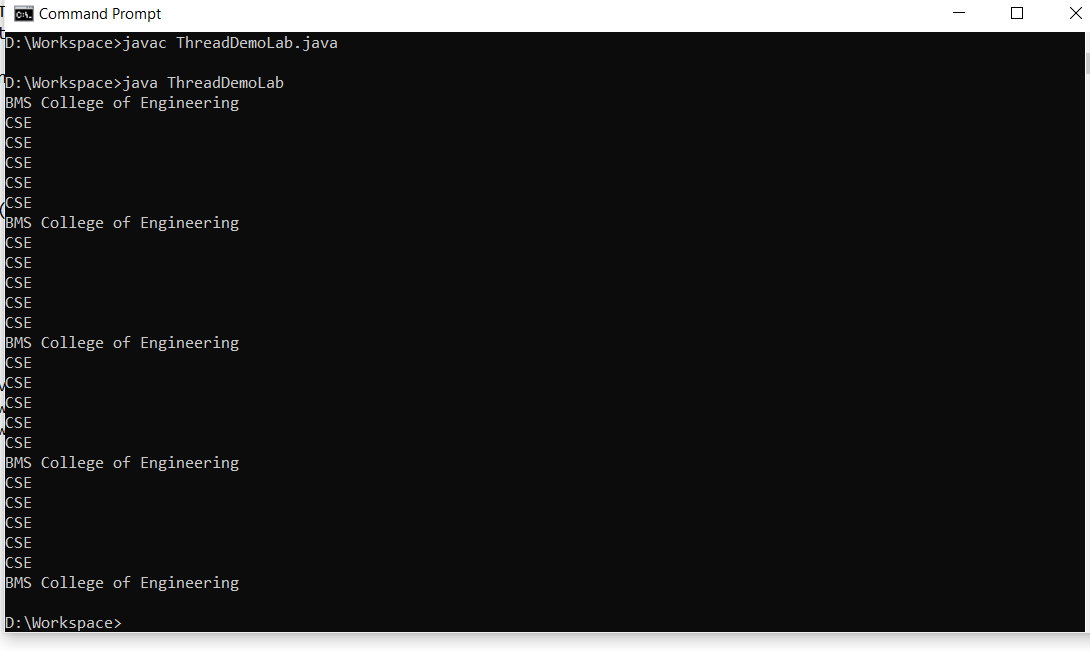 Command Prompt
D:\Workspace>javac ThreadDemoLab.java
D:\Workspace>java ThreadDemoLab
BMS College of Engineering
CSE
CSE
CSE
CSE
CSE
BMS College of Engineering
CSE
CSE
CSE
CSE
CSE
BMS College of Engineering
CSE
CSE
CSE
CSE
CSE
BMS College of Engineering
CSE
CSE
CSE
CSE
CSE
BMS College of Engineering
D:\Workspace>